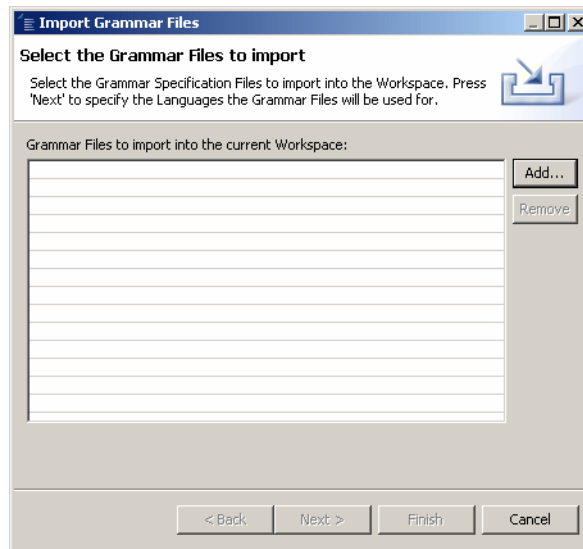 Import Grammar Files
Select the Grammar Files to import
Select the Grammar Specification Files to import into the Workspace. Press
'Next' to specify the Languages the Grammar Files will be used for.
Grammar Files to import into the current Workspace:
Add...
Remove
< Back
Next >
Finish
Cancel